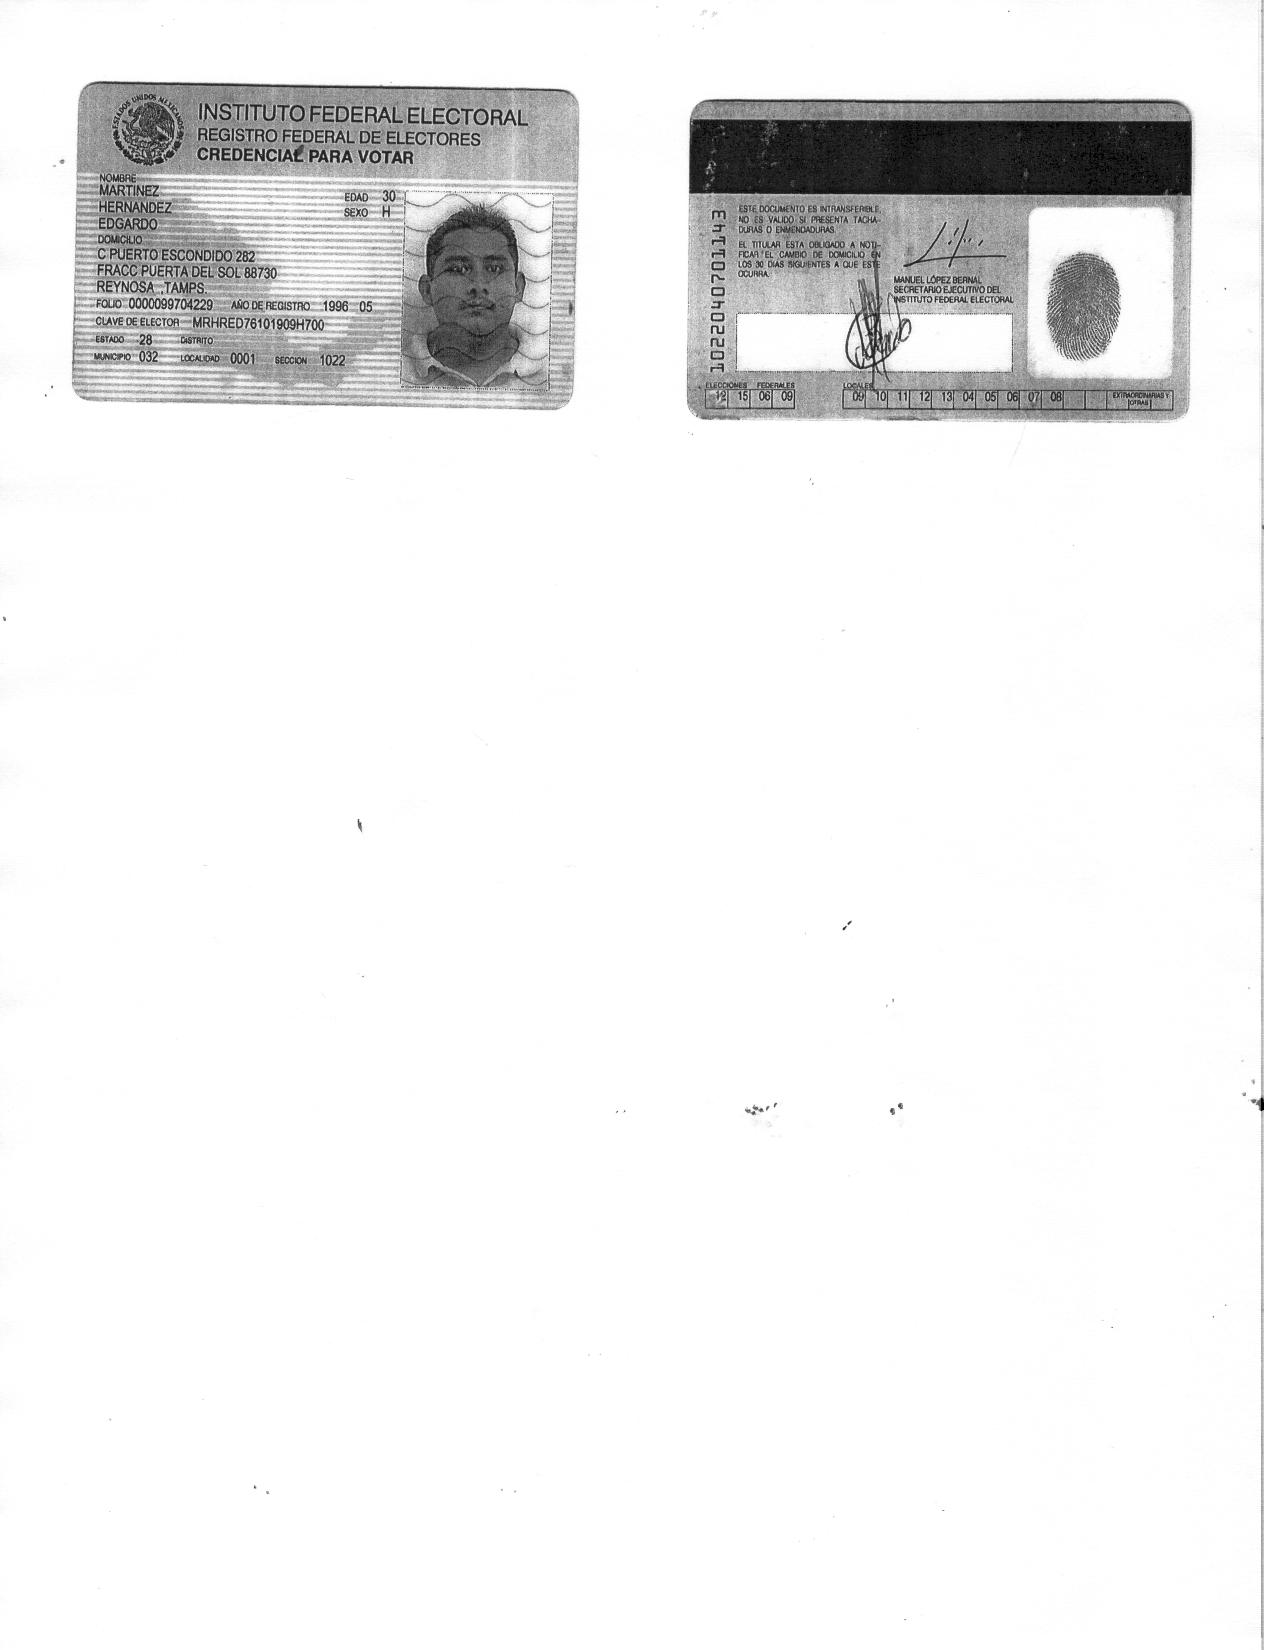 ESTADOS UNIDOS MEXICANOS
INSTITUTO FEDERAL ELECTORAL
REGISTRO FEDERAL DE ELECTORES
CREDENCIAL PARA VOTAR
NOMBRE
MARTINEZ
HERNANDEZ
EDGARDO
EDAD 30
SEXO H
DOMICILIO
C PUERTO ESCONDIDO 282
FRACC PUERTA DEL SOL 88730
REYNOSA ,TAMPS.
FOLIO 0000099704229 AÑO DE REGISTRO 1996 05
CLAVE DE ELECTOR MRHRED76101909H700
ESTADO 28 DISTRITO
MUNICIPIO 032 LOCALIDAD 0001 SECCION 1022
1022040701143
ESTE DOCUMENTO ES INTRANSFERIBLE,
NO ES VALIDO SI PRESENTA TACHA-
DURAS O ENMENDADURAS.
EL TITULAR ESTA OBLIGADO A NOTI-
FICAR EL CAMBIO DE DOMICILIO EN
LOS 30 DIAS SIGUIENTES A QUE ESTE
OCURRA.
MANUEL LÓPEZ BERNAL
SECRETARIO EJECUTIVO DEL
INSTITUTO FEDERAL ELECTORAL
ELECCIONES FEDERALES
12 15 06 09
LOCALES
09 10 11 12 13 04 05 06 07 08
EXTRAORDINARIAS Y
OTRAS